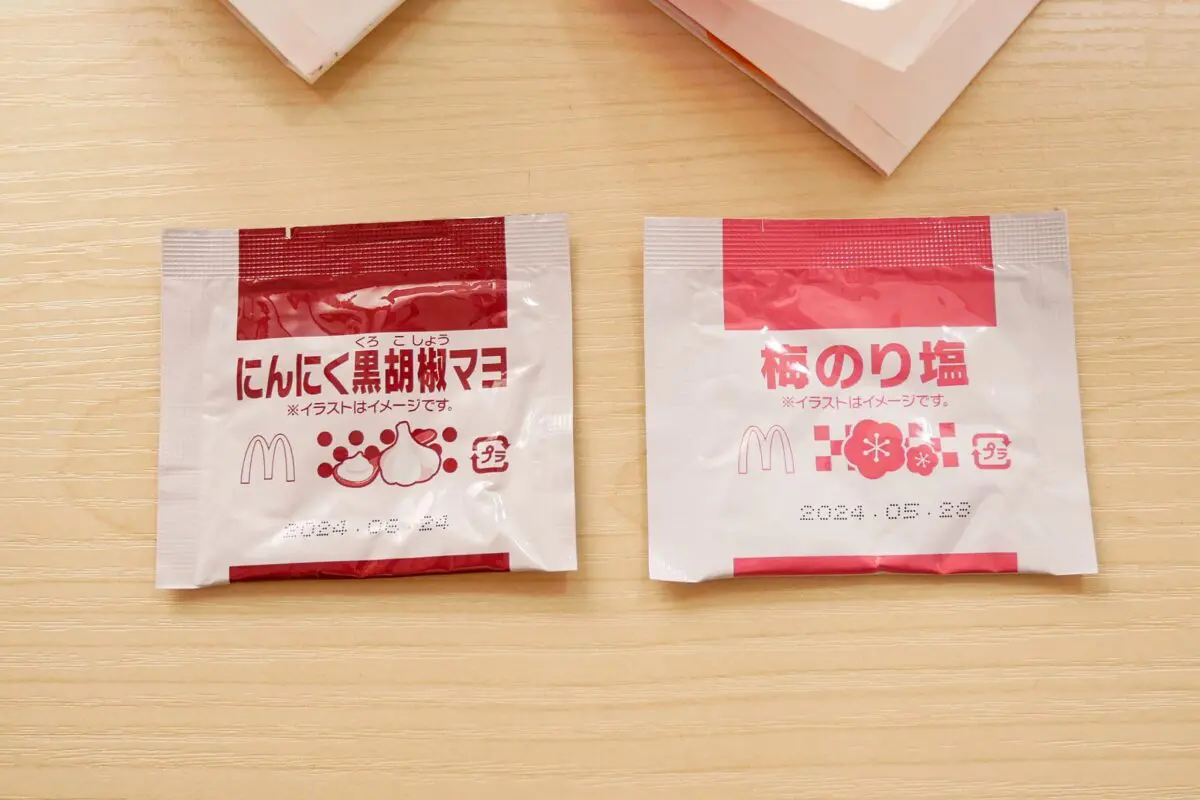 くろ こ しょう
にんにく黒胡椒マヨ
※イラストはイメージです。
プラ
2024.06.24
梅のり塩
※イラストはイメージです。
プラ
2024.05.28